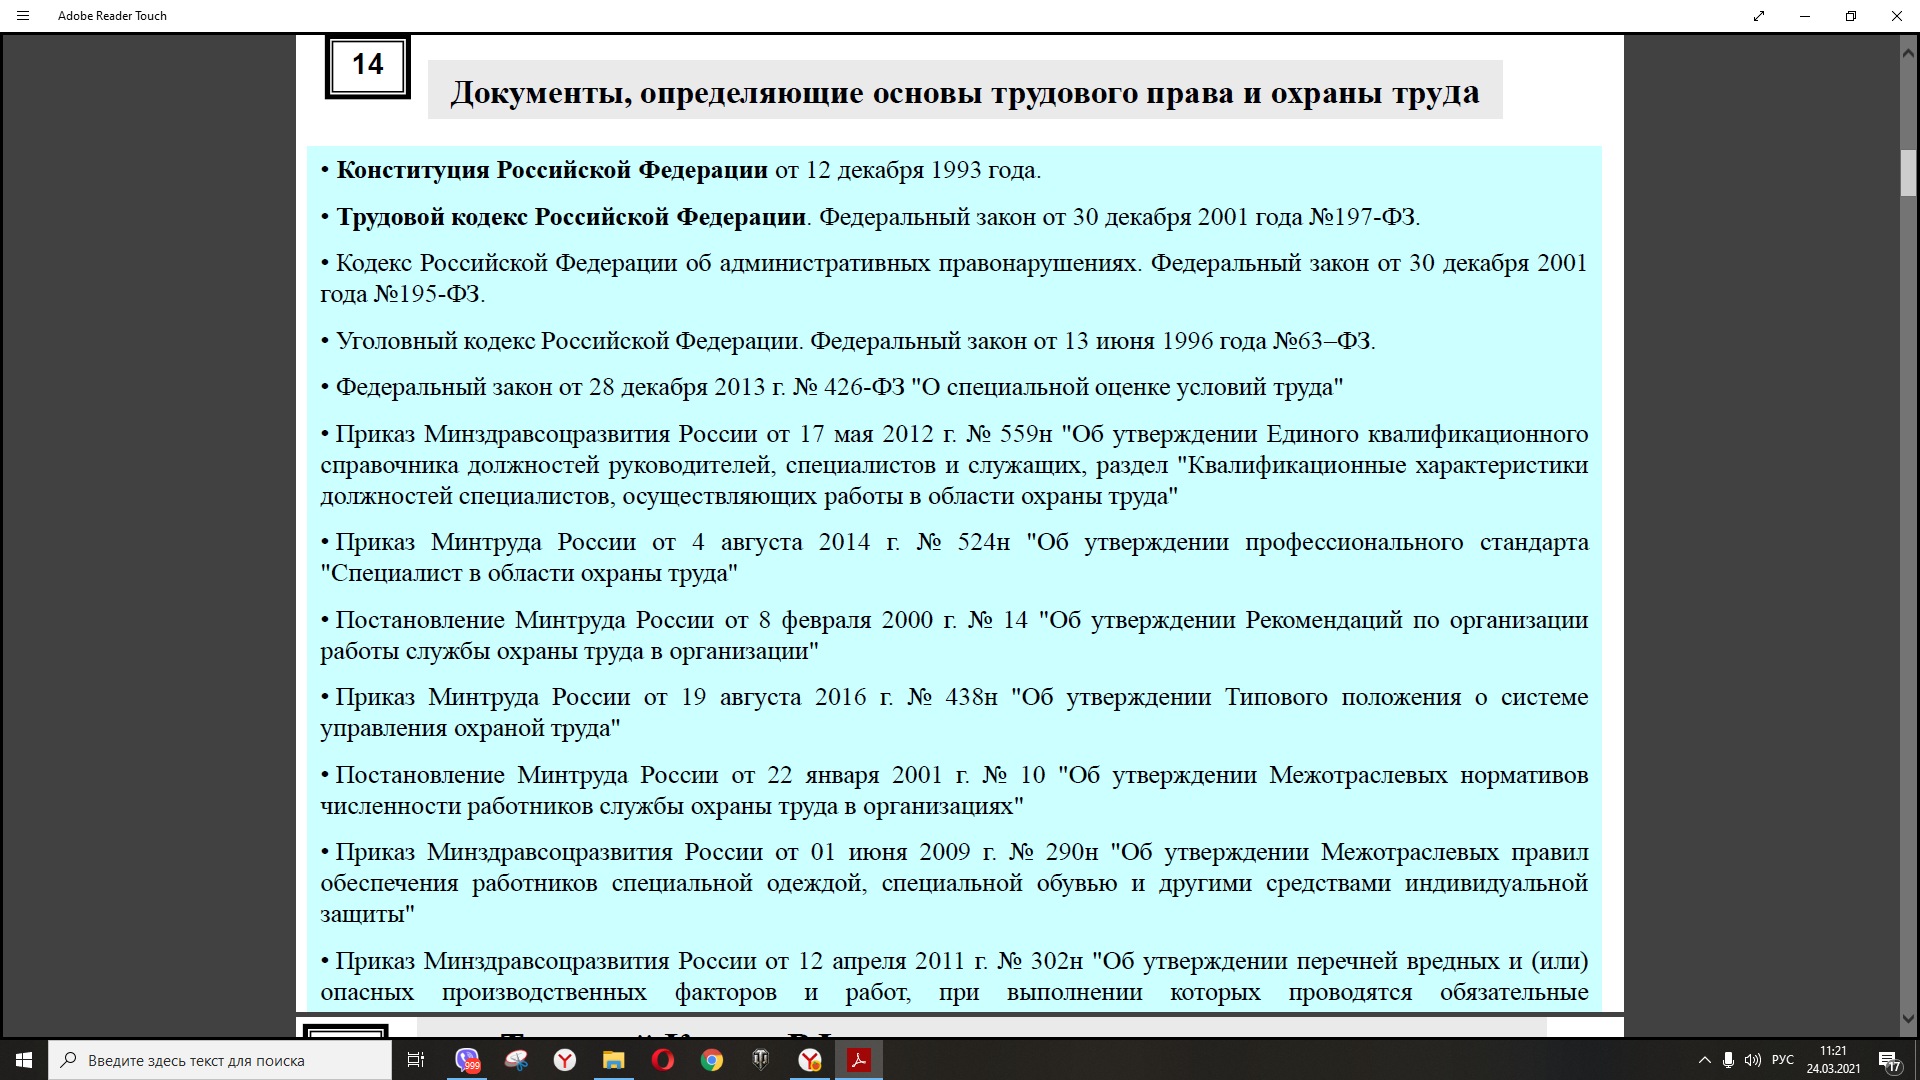 Adobe Reader Touch
14
Документы, определяющие основы трудового права и охраны труда
• Конституция Российской Федерации от 12 декабря 1993 года.
• Трудовой кодекс Российской Федерации. Федеральный закон от 30 декабря 2001 года №197-ФЗ.
• Кодекс Российской Федерации об административных правонарушениях. Федеральный закон от 30 декабря 2001
года №195-ФЗ.
• Уголовный кодекс Российской Федерации. Федеральный закон от 13 июня 1996 года №63–ФЗ.
• Федеральный закон от 28 декабря 2013 г. № 426-ФЗ "О специальной оценке условий труда"
• Приказ Минздравсоцразвития России от 17 мая 2012 г. № 559н "Об утверждении Единого квалификационного
справочника должностей руководителей, специалистов и служащих, раздел "Квалификационные характеристики
должностей специалистов, осуществляющих работы в области охраны труда"
• Приказ Минтруда России от 4 августа 2014 г. № 524н "Об утверждении профессионального стандарта
"Специалист в области охраны труда"
• Постановление Минтруда России от 8 февраля 2000 г. № 14 "Об утверждении Рекомендаций по организации
работы службы охраны труда в организации"
• Приказ Минтруда России от 19 августа 2016 г. № 438н "Об утверждении Типового положения о системе
управления охраной труда"
• Постановление Минтруда России от 22 января 2001 г. № 10 "Об утверждении Межотраслевых нормативов
численности работников службы охраны труда в организациях"
• Приказ Минздравсоцразвития России от 01 июня 2009 г. № 290н "Об утверждении Межотраслевых правил
обеспечения работников специальной одеждой, специальной обувью и другими средствами индивидуальной
защиты"
• Приказ Минздравсоцразвития России от 12 апреля 2011 г. № 302н "Об утверждении перечней вредных и (или)
опасных производственных факторов и работ, при выполнении которых проводятся обязательные
Введите здесь текст для поиска
999
РУС
11:21
24.03.2021
17